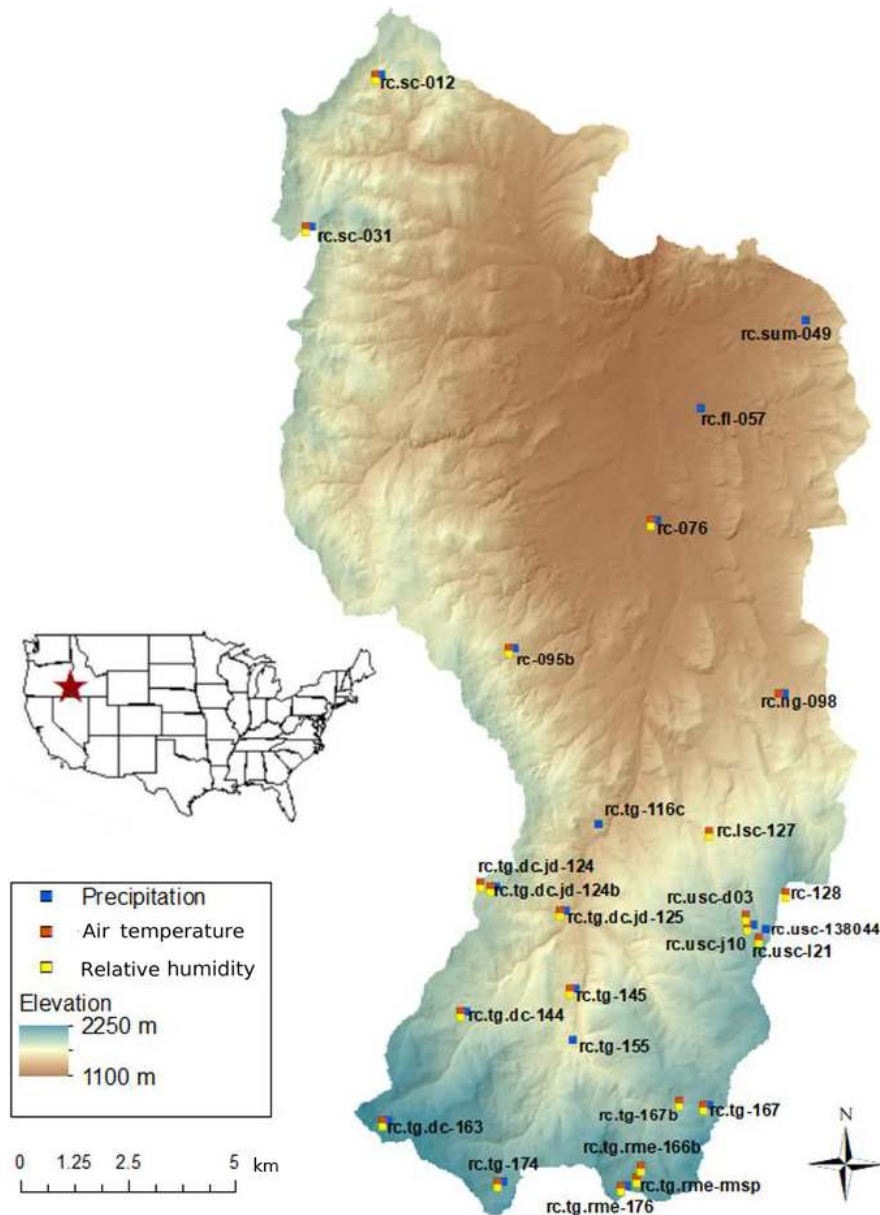 rc.sc-012
rc.sc-031
rc.sum-049
rc.fl-057
rc-076
rc-095b
rc.ng-098
rc.tg-116c
rc.lsc-127
rc.tg.dc.jd-124
rc.tg.dc.jd-124b
rc.usc-d03
rc-128
rc.tg.dc.jd-125
rc.usc-138044
rc.usc-j10
rc.usc-l21
Precipitation
Air temperature
Relative humidity
Elevation
2250 m
1100 m
rc.tg-145
rc.tg.dc-144
rc.tg-155
rc.tg-167b
rc.tg-167
rc.tg.dc-163
rc.tg.rme-166b
rc.tg-174
rc.tg.rme-rmsp
rc.tg.rme-176
0 1.25 2.5 5 km
N